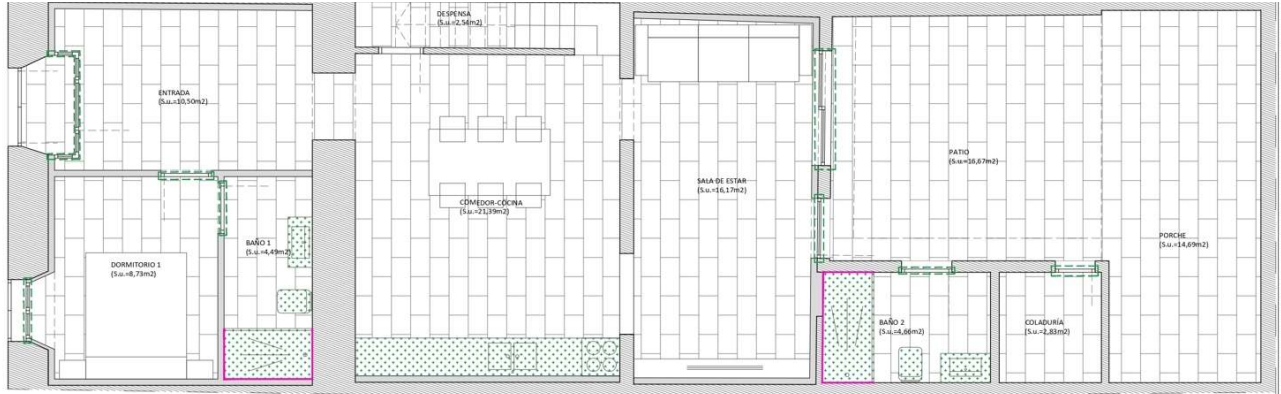 DESPENSA
(S.u.=2,56m2)
ENTRADA
(S.u.=10,50m2)
PATIO
(S.u.=16,67m2)
SALA DE ESTAR
(S.u.=16,17m2)
COMEDOR-COCINA
(S.u.=21,39m2)
PORCHE
(S.u.=14,69m2)
BAÑO 1
(S.u.=4,49m2)
DORMITORIO 1
(S.u.=8,73m2)
BAÑO 2
(S.u.=4,66m2)
COLADURÍA
(S.u.=2,83m2)